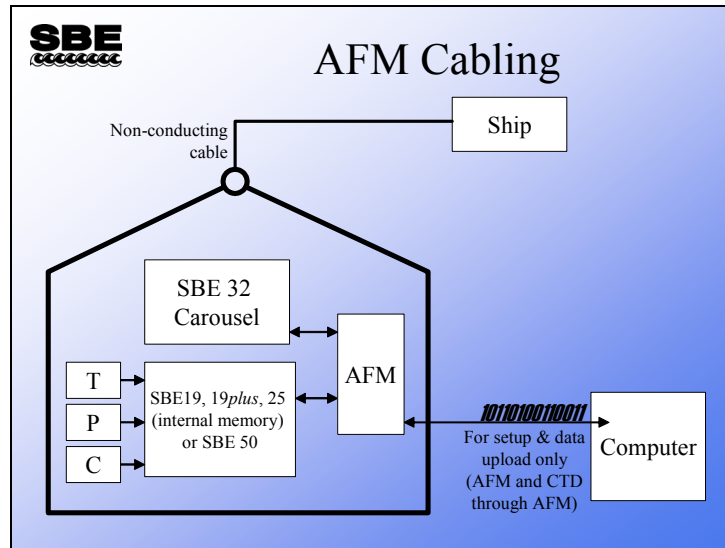 SBE
AFM Cabling
Non-conducting
cable
Ship
SBE 32
Carousel
AFM
T
P
C
SBE19, 19plus, 25
(internal memory)
or SBE 50
10110100110011
For setup & data
upload only
(AFM and CTD
through AFM)
Computer